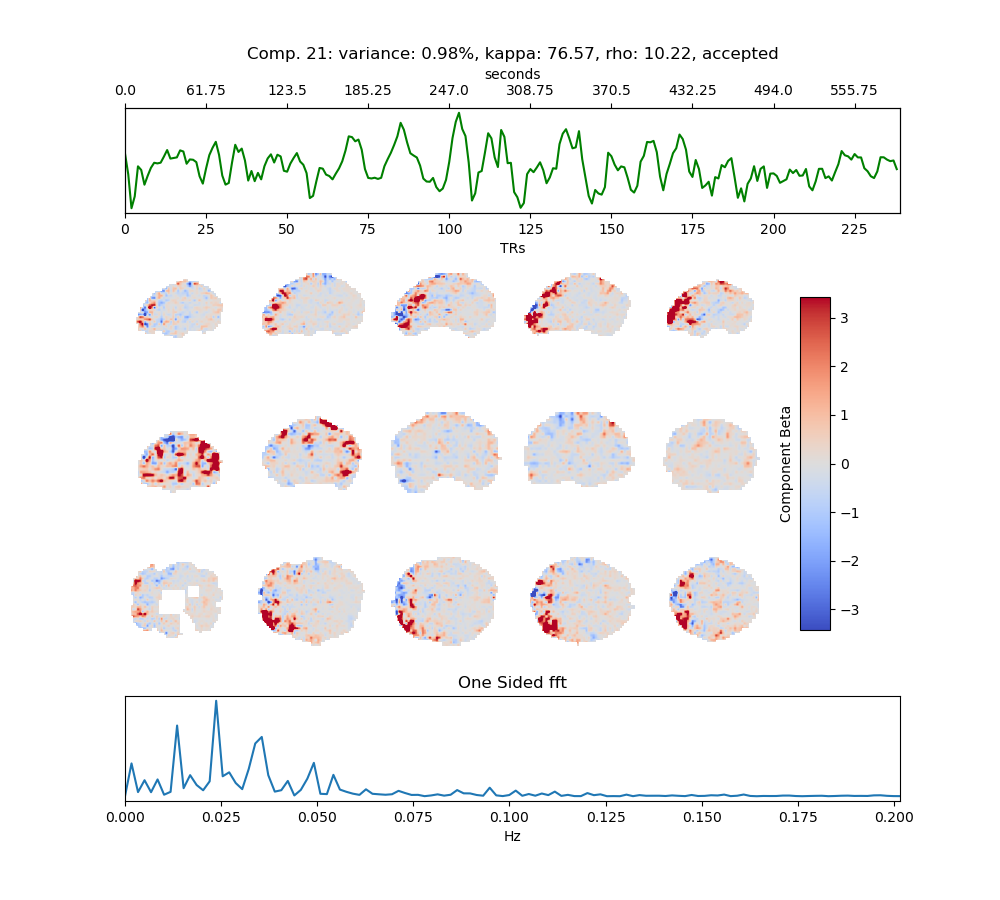 Comp. 21: variance: 0.98%, kappa: 76.57, rho: 10.22, accepted
seconds
0.0 61.75 123.5 185.25 247.0 308.75 370.5 432.25 494.0 555.75
0 25 50 75 100 125 150 175 200 225
TRs
3
2
1
0
−1
−2
−3
Component Beta
One Sided fft
0.000 0.025 0.050 0.075 0.100 0.125 0.150 0.175 0.200
Hz